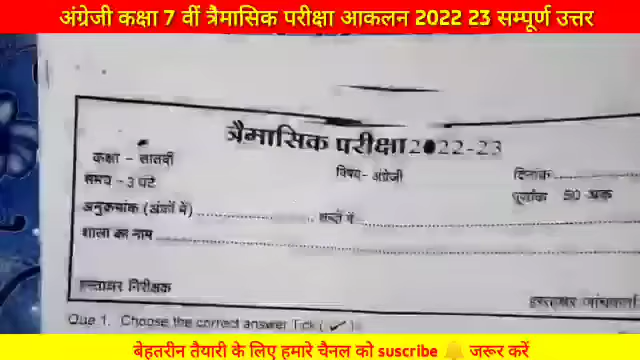 अंग्रेजी कक्षा 7 वीं त्रैमासिक परीक्षा आकलन 2022 23 सम्पूर्ण उत्तर
त्रैमासिक परीक्षा 2022-23
कक्षा - सातवीं
विषय - अंग्रेजी
दिनांक
समय - 3 घंटे
पूर्णांक 50 अंक
अनुक्रमांक (अंकों में) शब्दों में
शाला का नाम
हस्ताक्षर निरीक्षक
हस्ताक्षर जांचकर्ता
Que 1. Choose the correct answer Tick (✓)
बेहतरीन तैयारी के लिए हमारे चैनल को suscribe 🔔 जरूर करें